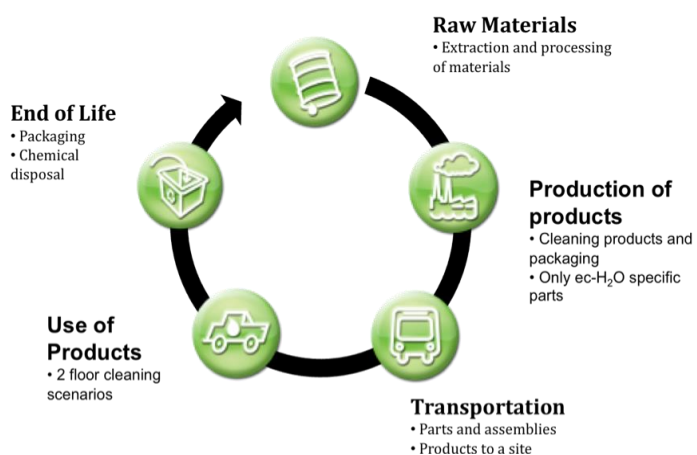 Raw Materials
• Extraction and processing
of materials
End of Life
• Packaging
• Chemical
disposal
Production of
products
• Cleaning products and
packaging
• Only ec-H₂O specific
parts
Use of
Products
• 2 floor cleaning
scenarios
Transportation
• Parts and assemblies
• Products to a site